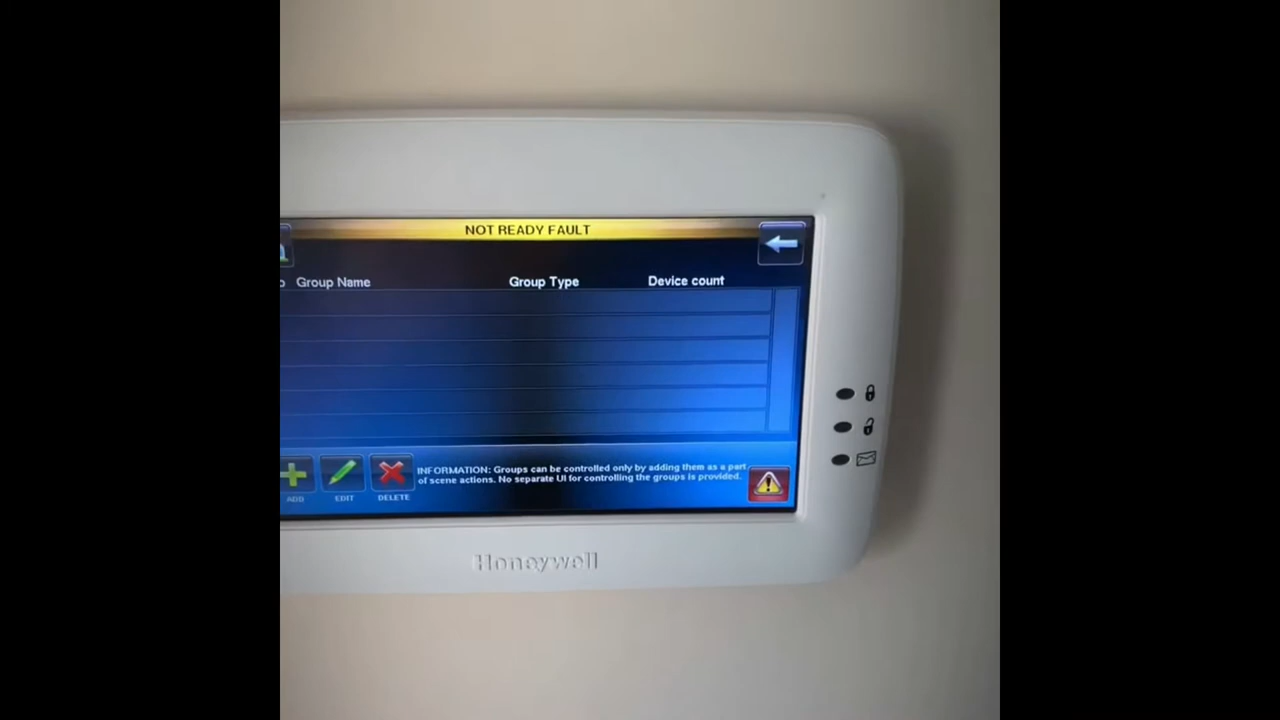 NOT READY FAULT
Group Name Group Type Device count
INFORMATION: Groups can be controlled only by adding them as a part
of scene actions. No separate UI for controlling the groups is provided.
ADD EDIT DELETE
Honeywell